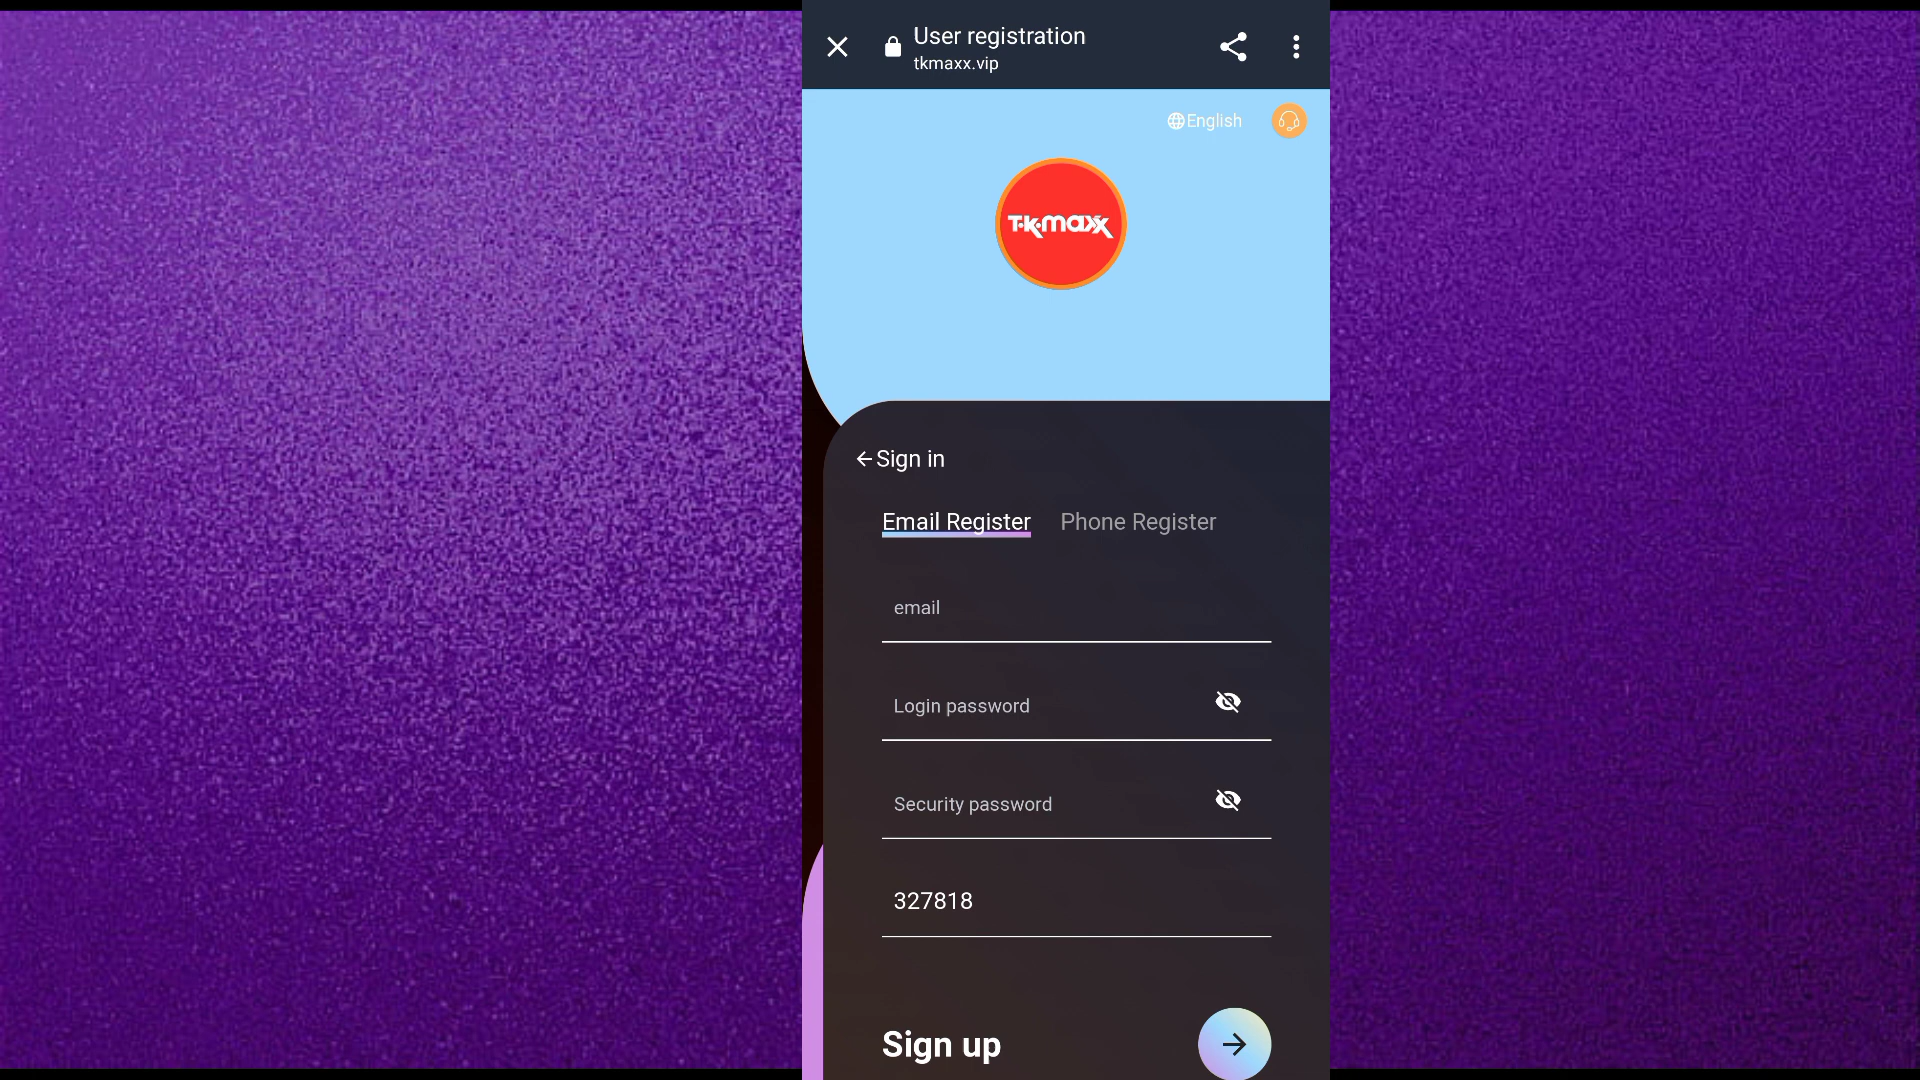 User registration
tkmaxx.vip
English
T·K·maxx
Sign in
Email Register Phone Register
email
Login password
Security password
327818
Sign up